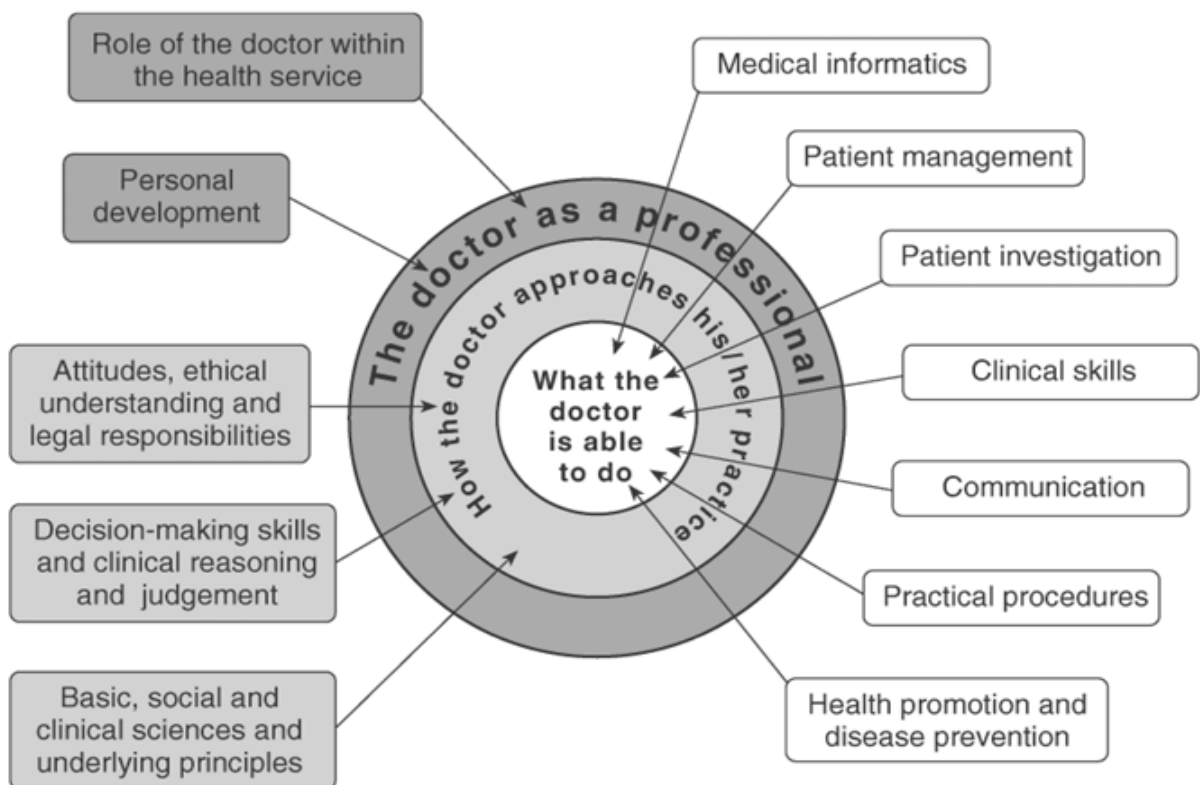 Role of the doctor within
the health service
Personal
development
Attitudes, ethical
understanding and
legal responsibilities
Decision-making skills
and clinical reasoning
and judgement
Basic, social and
clinical sciences and
underlying principles
The doctor as a professional
How the doctor approaches his/her practice
What the
doctor
is able
to do
Medical informatics
Patient management
Patient investigation
Clinical skills
Communication
Practical procedures
Health promotion and
disease prevention